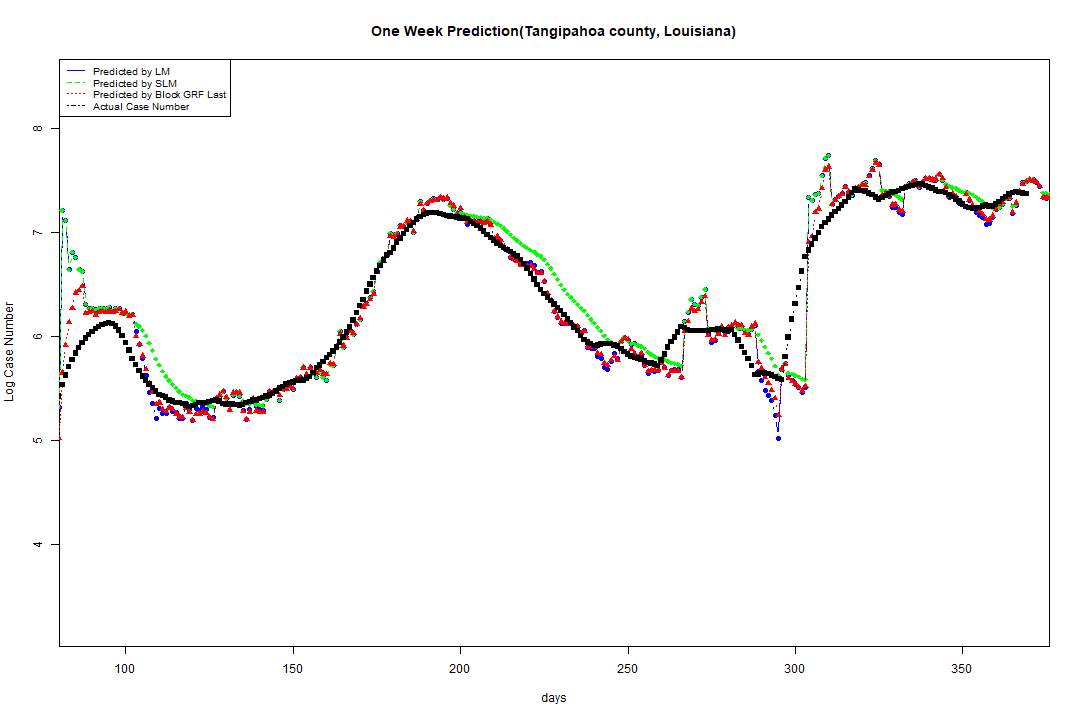 One Week Prediction(Tangipahoa county, Louisiana)
Predicted by LM
Predicted by SLM
Predicted by Block GRF Last
Actual Case Number
8
7
6
5
4
Log Case Number
100 150 200 250 300 350
days